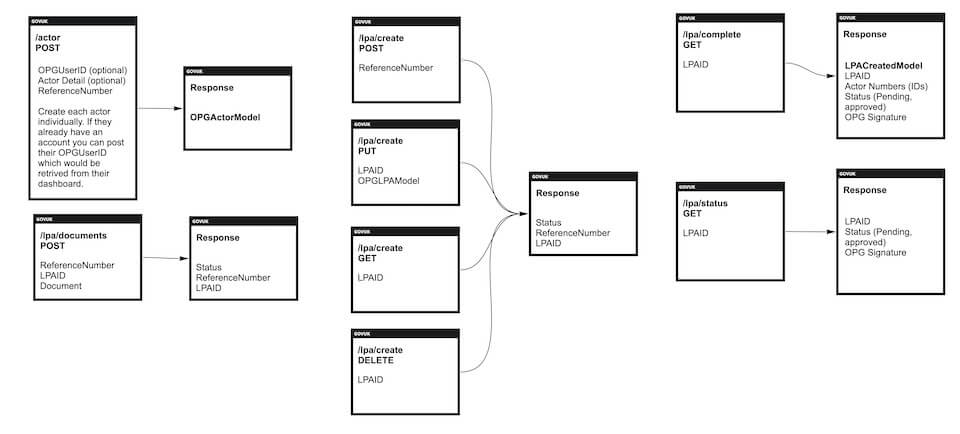 GOVUK
/actor
POST
OPGUserID (optional)
Actor Detail (optional)
ReferenceNumber
Create each actor
individually. If they
already have an
account you can post
their OPGUserID
which would be
retrived from their
dashboard.
GOVUK
Response
OPGActorModel
GOVUK
/lpa/documents
POST
ReferenceNumber
LPAID
Document
GOVUK
Response
Status
ReferenceNumber
LPAID
GOVUK
/lpa/create
POST
ReferenceNumber
GOVUK
/lpa/create
PUT
LPAID
OPGLPAModel
GOVUK
/lpa/create
GET
LPAID
GOVUK
/lpa/create
DELETE
LPAID
GOVUK
Response
Status
ReferenceNumber
LPAID
GOVUK
/lpa/complete
GET
LPAID
GOVUK
Response
LPACreatedModel
LPAID
Actor Numbers (IDs)
Status (Pending,
approved)
OPG Signature
GOVUK
/lpa/status
GET
LPAID
GOVUK
Response
LPAID
Status (Pending,
approved)
OPG Signature